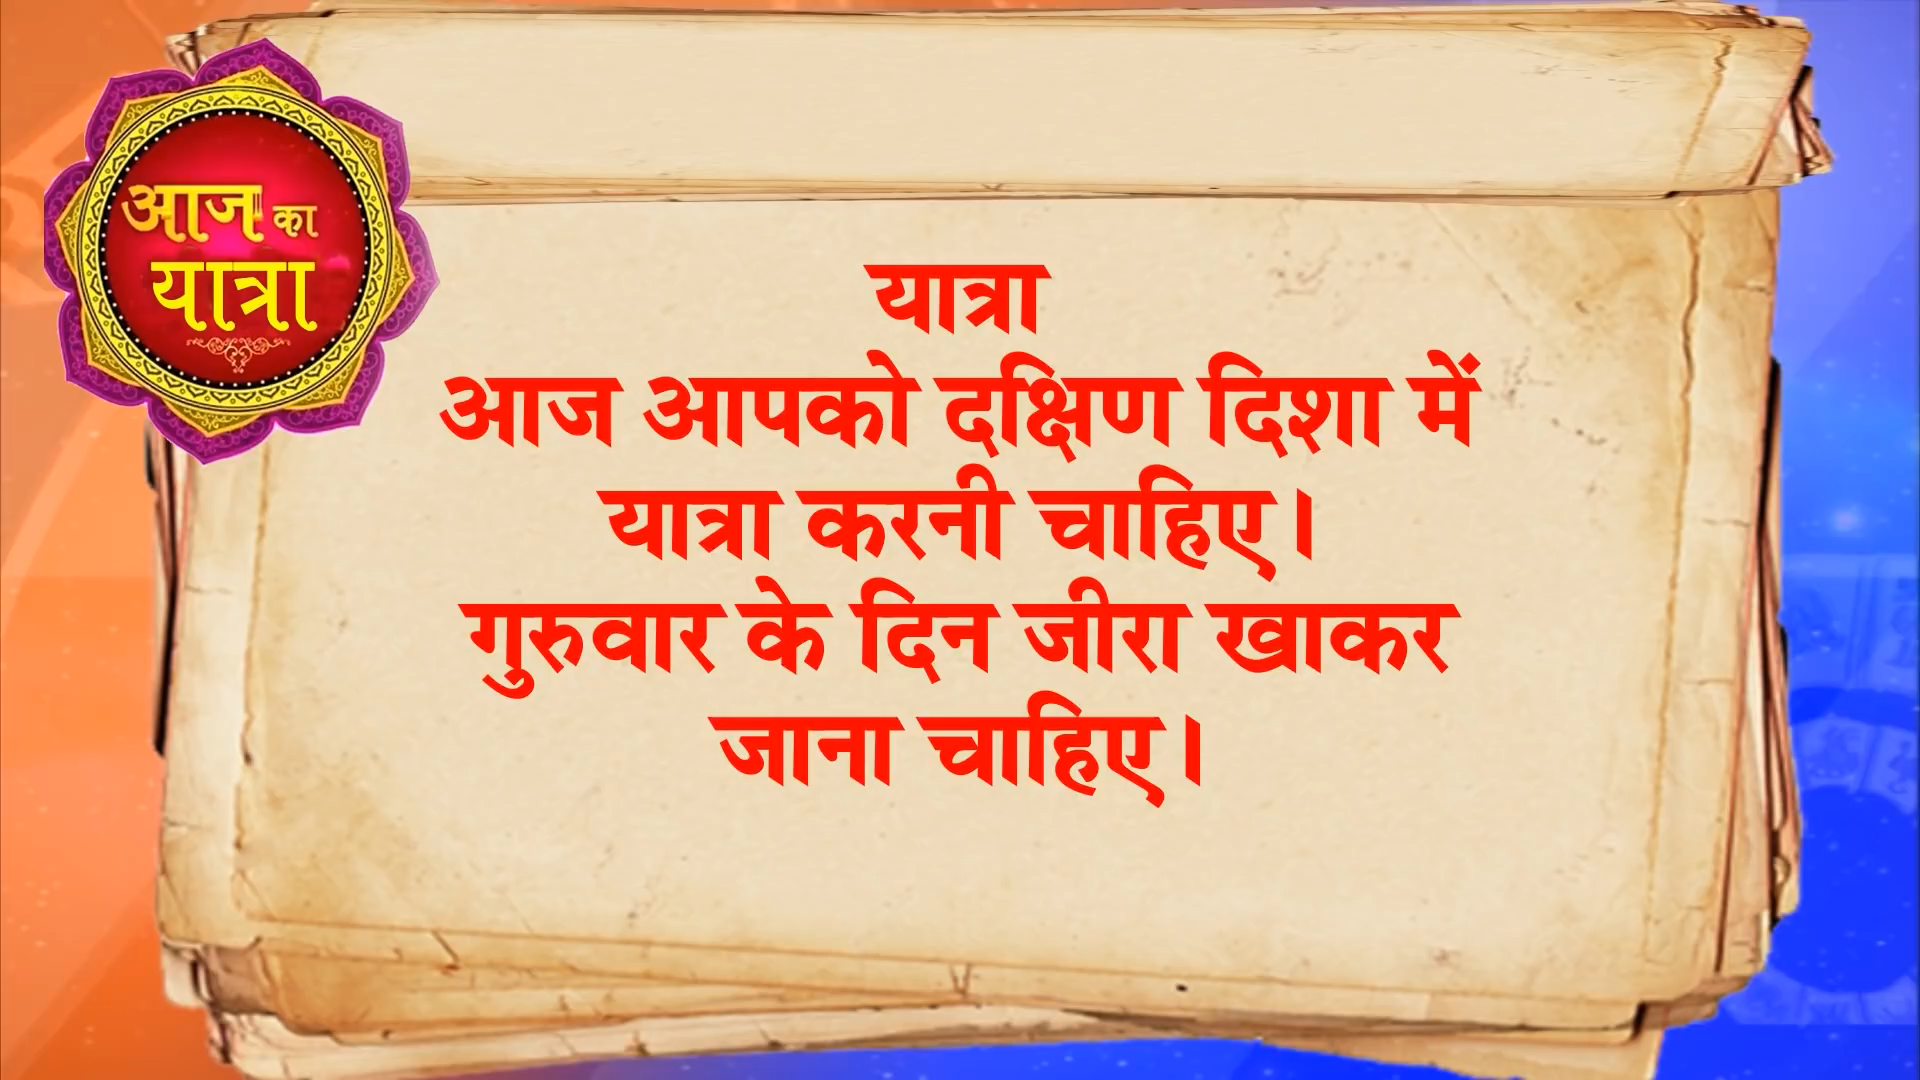 आज का
यात्रा
यात्रा
आज आपको दक्षिण दिशा में
यात्रा करनी चाहिए।
गुरुवार के दिन जीरा खाकर
जाना चाहिए।